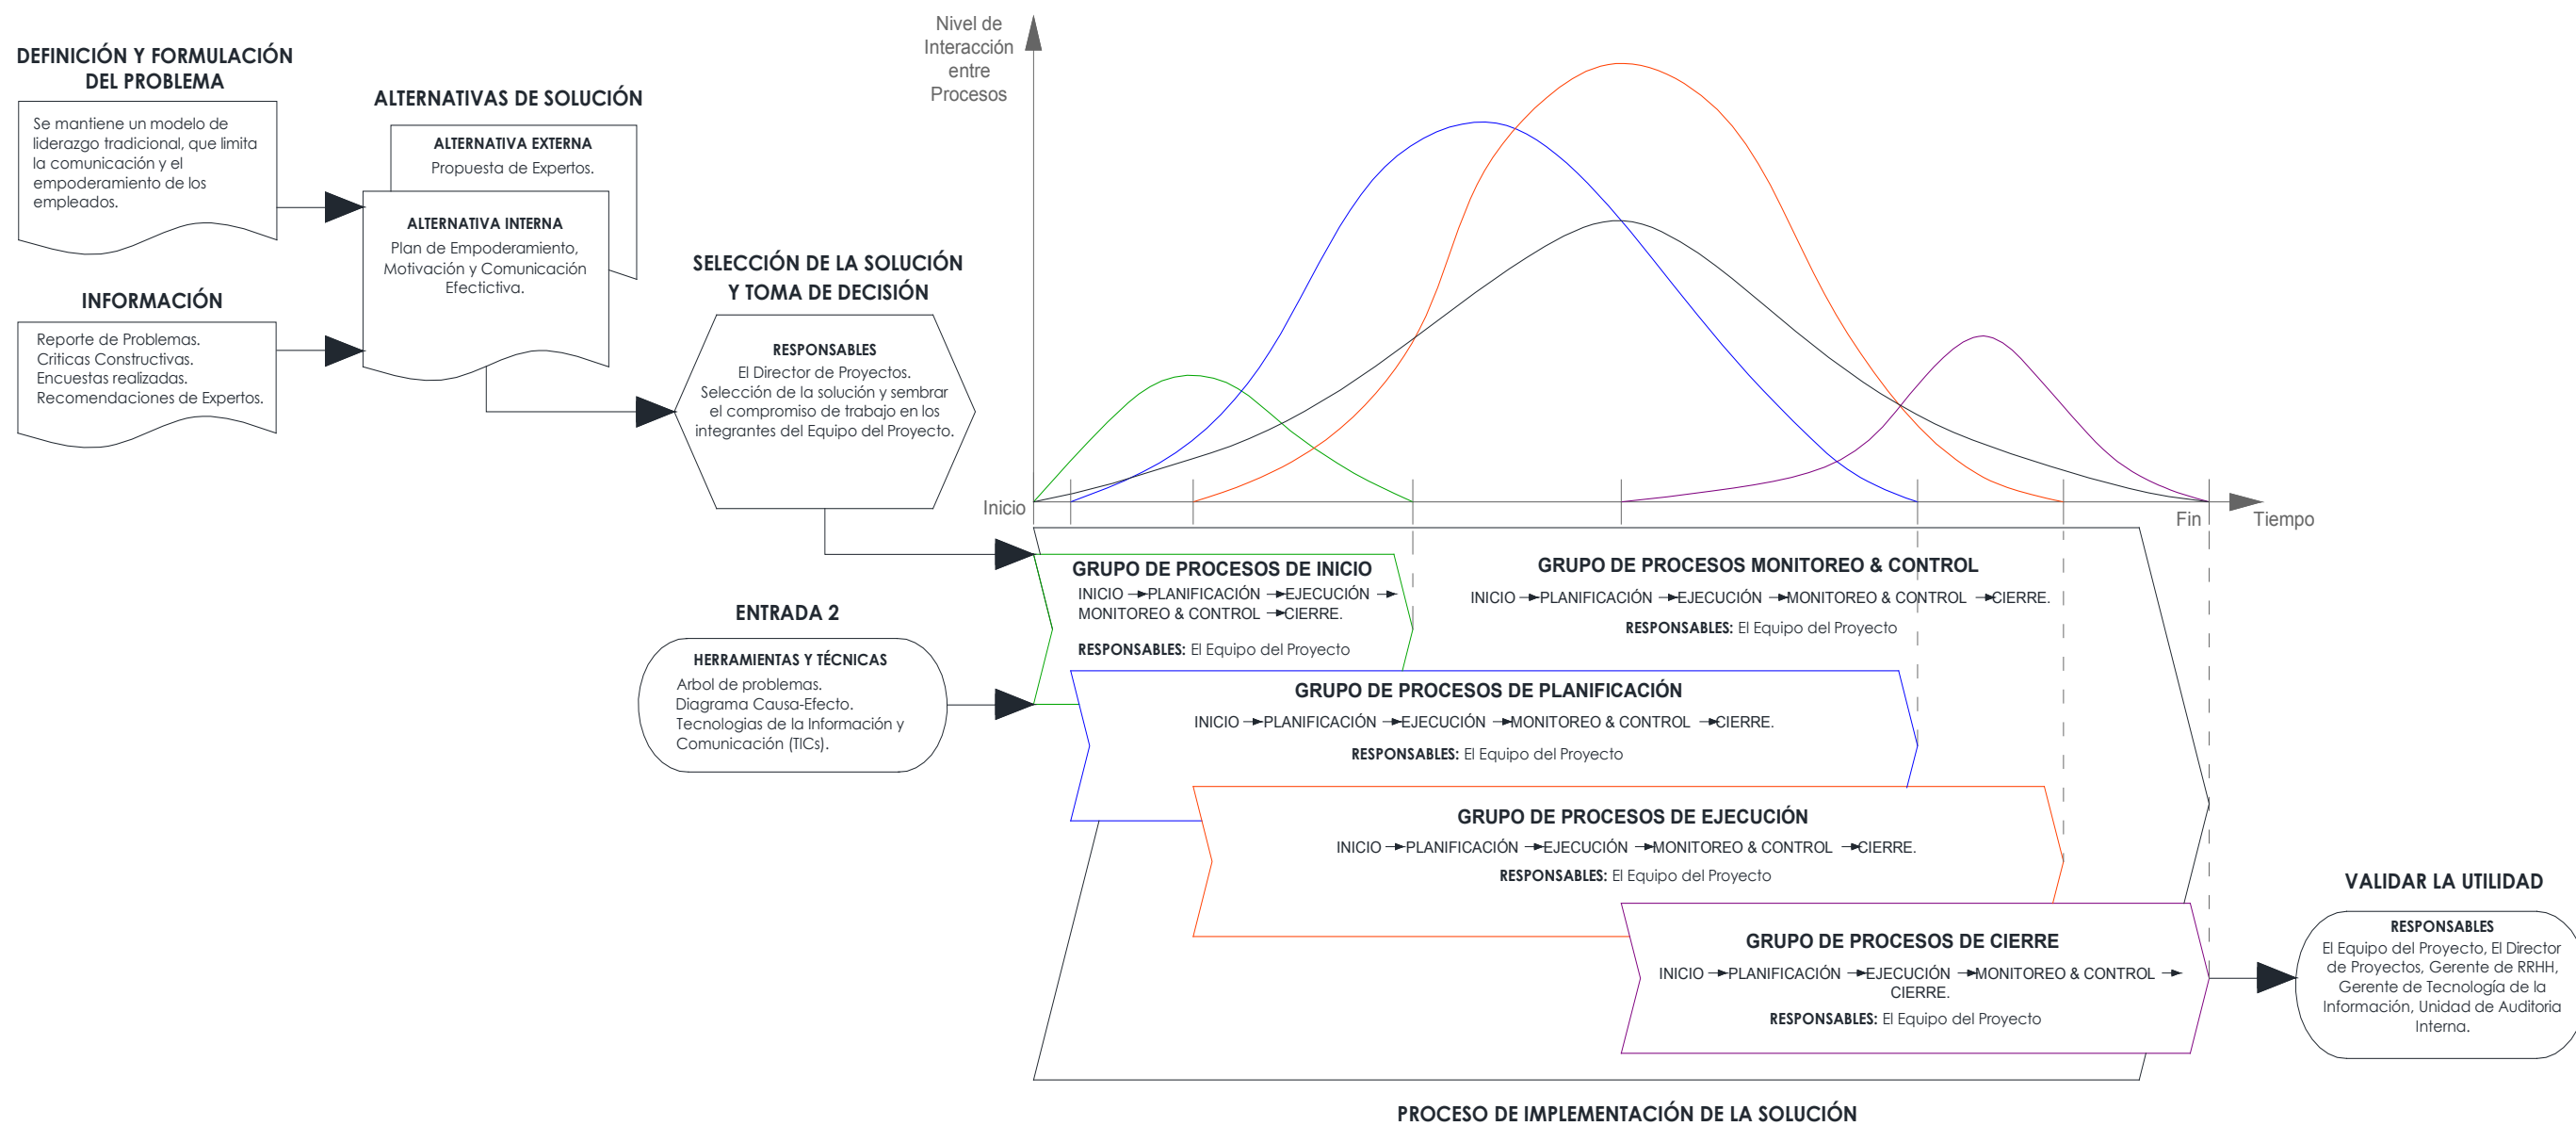 DEFINICIÓN Y FORMULACIÓN
DEL PROBLEMA
Se mantiene un modelo de
liderazgo tradicional, que limita
la comunicación y el
empoderamiento de los
empleados.
INFORMACIÓN
Reporte de Problemas.
Criticas Constructivas.
Encuestas realizadas.
Recomendaciones de Expertos.
ALTERNATIVAS DE SOLUCIÓN
ALTERNATIVA EXTERNA
Propuesta de Expertos.
ALTERNATIVA INTERNA
Plan de Empoderamiento,
Motivación y Comunicación
Efectictiva.
SELECCIÓN DE LA SOLUCIÓN
Y TOMA DE DECISIÓN
RESPONSABLES
El Director de Proyectos.
Selección de la solución y sembrar
el compromiso de trabajo en los
integrantes del Equipo del Proyecto.
ENTRADA 2
HERRAMIENTAS Y TÉCNICAS
Arbol de problemas.
Diagrama Causa-Efecto.
Tecnologias de la Información y
Comunicación (TICs).
Nivel de
Interacción
entre
Procesos
Inicio
Fin
Tiempo
GRUPO DE PROCESOS DE INICIO
INICIO PLANIFICACIÓN EJECUCIÓN
MONITOREO & CONTROL CIERRE.
RESPONSABLES: El Equipo del Proyecto
GRUPO DE PROCESOS MONITOREO & CONTROL
INICIO PLANIFICACIÓN EJECUCIÓN MONITOREO & CONTROL CIERRE.
RESPONSABLES: El Equipo del Proyecto
GRUPO DE PROCESOS DE PLANIFICACIÓN
INICIO PLANIFICACIÓN EJECUCIÓN MONITOREO & CONTROL CIERRE.
RESPONSABLES: El Equipo del Proyecto
GRUPO DE PROCESOS DE EJECUCIÓN
INICIO PLANIFICACIÓN EJECUCIÓN MONITOREO & CONTROL CIERRE.
RESPONSABLES: El Equipo del Proyecto
GRUPO DE PROCESOS DE CIERRE
INICIO PLANIFICACIÓN EJECUCIÓN MONITOREO & CONTROL
CIERRE.
RESPONSABLES: El Equipo del Proyecto
VALIDAR LA UTILIDAD
RESPONSABLES
El Equipo del Proyecto, El Director
de Proyectos, Gerente de RRHH,
Gerente de Tecnología de la
Información, Unidad de Auditoria
Interna.
PROCESO DE IMPLEMENTACIÓN DE LA SOLUCIÓN